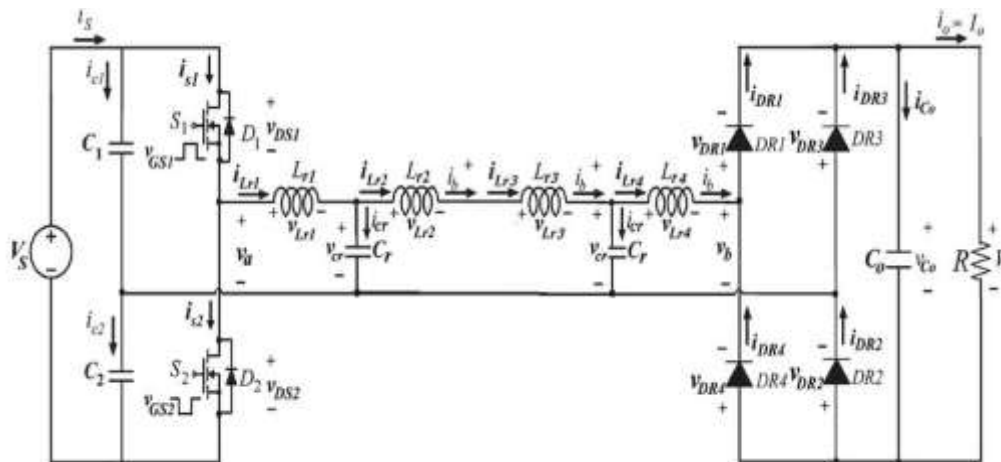 i_S
i_o = I_o
i_c1
i_s1
i_DR1
i_DR3
i_Co
S_1
D_1
+
v_DS1
-
C_1
v_GS1
v_DR1
DR1
v_DR3
DR3
i_Lr1
L_r1
i_Lr2
L_r2
i_b
i_Lr3
L_r3
i_b
i_Lr4
L_r4
i_b
+ v_Lr1 -
+ v_Lr2 -
+ v_Lr3 -
+ v_Lr4 -
i_cr
i_cr
V_S
v_a
v_cr
C_r
v_cr
C_r
v_b
C_o
v_Co
R
i_c2
i_s2
i_DR4
i_DR2
C_2
S_2
D_2
+
v_DS2
-
v_GS2
v_DR4
DR4
v_DR2
DR2